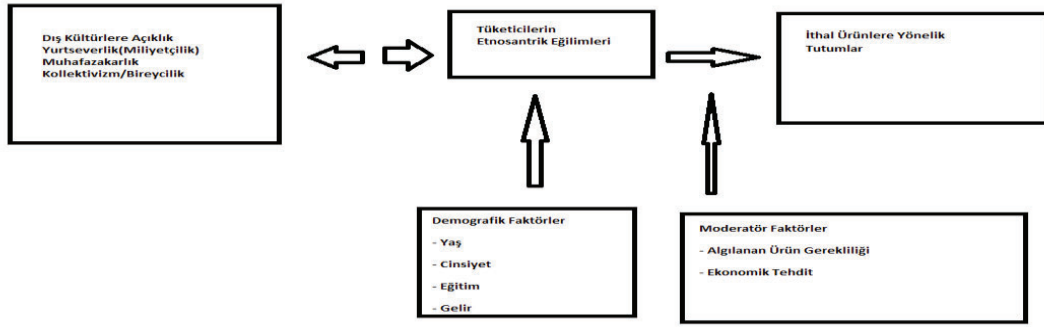 Dış Kültürlere Açıklık
Yurtseverlik(Miliyetçilik)
Muhafazakarlık
Kollektivizm/Bireycilik
Tüketicilerin
Etnosantrik Eğilimleri
İthal Ürünlere Yönelik
Tutumlar
Demografik Faktörler
- Yaş
- Cinsiyet
- Eğitim
- Gelir
Moderatör Faktörler
- Algılanan Ürün Gerekliliği
- Ekonomik Tehdit